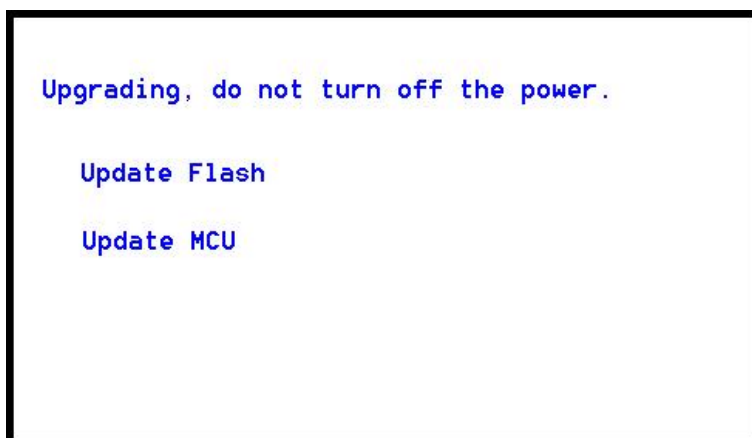 Upgrading, do not turn off the power.
Update Flash
Update MCU